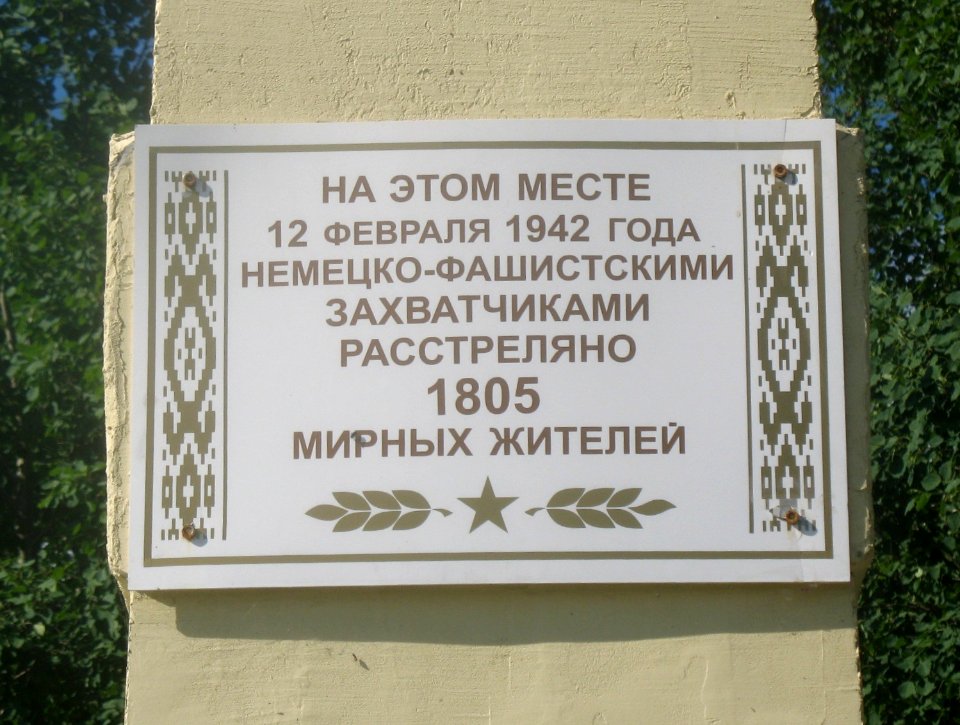 НА ЭТОМ МЕСТЕ
12 ФЕВРАЛЯ 1942 ГОДА
НЕМЕЦКО-ФАШИСТСКИМИ
ЗАХВАТЧИКАМИ
РАССТРЕЛЯНО
1805
МИРНЫХ ЖИТЕЛЕЙ